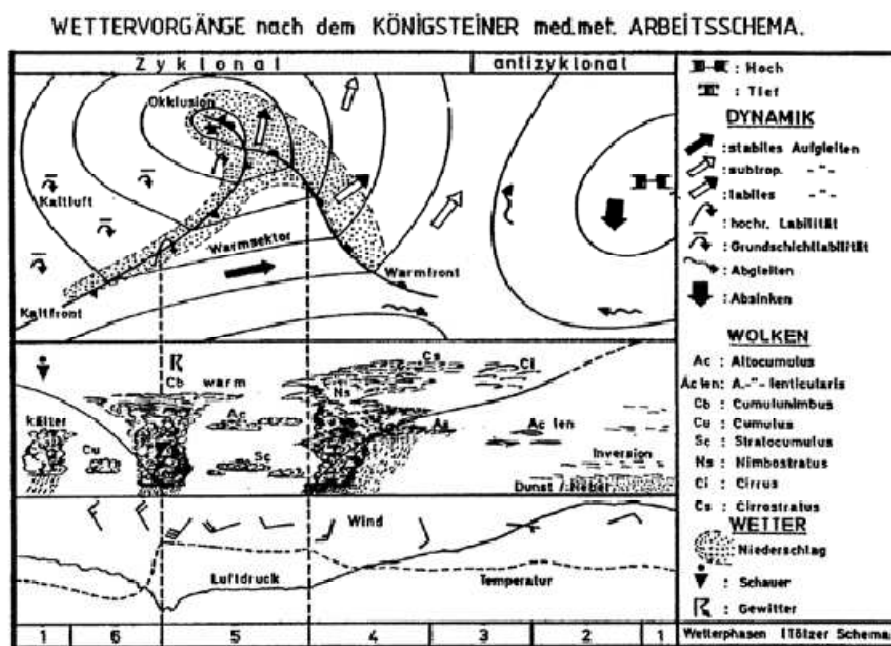 WETTERVORGÄNGE nach dem KÖNIGSTEINER med.met. ARBEITSSCHEMA.
Zyklonal
antizyklonal
Okklusion
Kaltluft
Warmsektor
Warmfront
Kaltfront
Cs
Ci
Cb warm
Ns
kälter
Ac
As
Ac len
Cu
Sc
Inversion
Dunst / Nebel
Wind
Luftdruck
Temperatur
1 6 5 4 3 2 1
: Hoch
: Tief
DYNAMIK
: stabiles Aufgleiten
: subtrop. -"-
: labiles -"-
: hochr. Labilität
: Grundschichtlabilität
: Abgleiten
: Absinken
WOLKEN
Ac : Altocumulus
Ac len : A.-"- lenticularis
Cb : Cumulunimbus
Cu : Cumulus
Sc : Stratocumulus
Ns : Nimbostratus
Ci : Cirrus
Cs : Cirrostratus
WETTER
: Niederschlag
: Schauer
: Gewitter
Wetterphasen (Tölzer Schema)